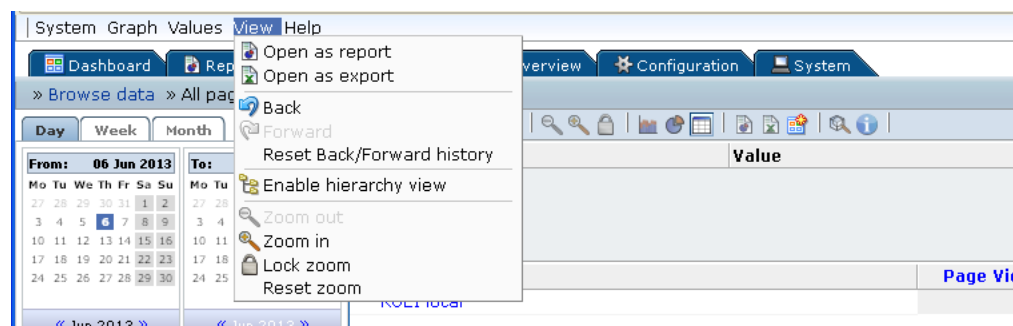 System Graph Values View Help
Open as report
Open as export
Back
Forward
Reset Back/Forward history
Enable hierarchy view
Zoom out
Zoom in
Lock zoom
Reset zoom
Dashboard Rep verview Configuration System
» Browse data » All pag
Day Week Month
From: 06 Jun 2013 To:
Mo Tu We Th Fr Sa Su Mo Tu
27 28 29 30 31 1 2 27 28
3 4 5 6 7 8 9 3 4
10 11 12 13 14 15 16 10 11
17 18 19 20 21 22 23 17 18
24 25 26 27 28 29 30 24 25
« Jun 2013 » « Jun 2013 »
Value
Page Vie
local